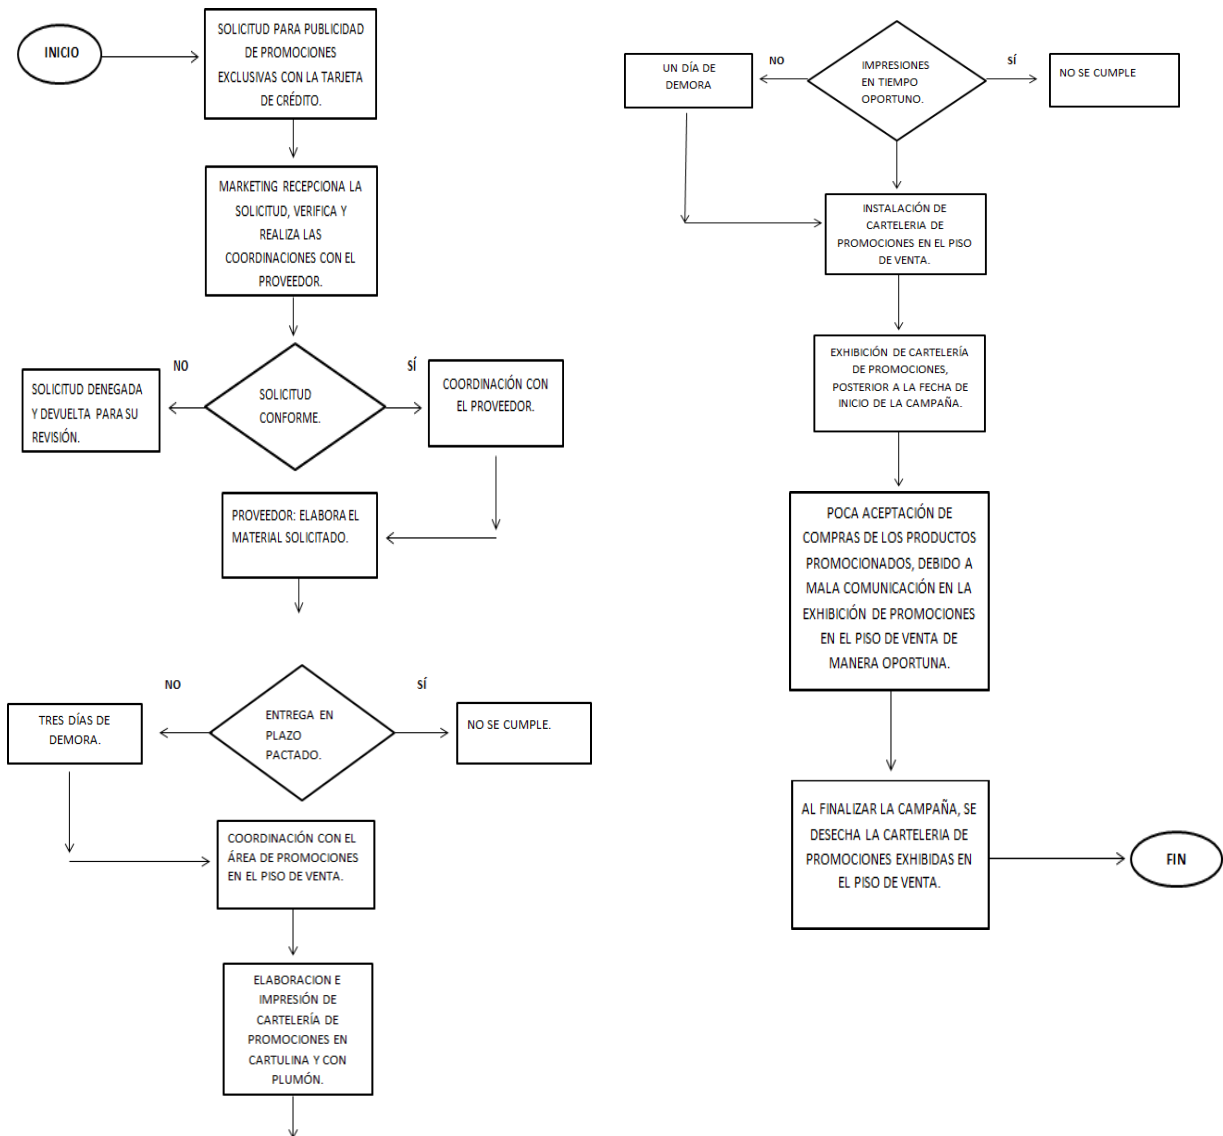 INICIO
SOLICITUD PARA PUBLICIDAD
DE PROMOCIONES
EXCLUSIVAS CON LA TARJETA
DE CRÉDITO.
MARKETING RECEPCIONA LA
SOLICITUD, VERIFICA Y
REALIZA LAS
COORDINACIONES CON EL
PROVEEDOR.
NO
SÍ
SOLICITUD DENEGADA
Y DEVUELTA PARA SU
REVISIÓN.
SOLICITUD
CONFORME.
COORDINACIÓN CON
EL PROVEEDOR.
PROVEEDOR: ELABORA EL
MATERIAL SOLICITADO.
NO
SÍ
TRES DÍAS DE
DEMORA.
ENTREGA EN
PLAZO
PACTADO.
NO SE CUMPLE.
COORDINACIÓN CON EL
ÁREA DE PROMOCIONES
EN EL PISO DE VENTA.
ELABORACION E
IMPRESIÓN DE
CARTELERÍA DE
PROMOCIONES EN
CARTULINA Y CON
PLUMÓN.
UN DÍA DE
DEMORA
NO
IMPRESIONES
EN TIEMPO
OPORTUNO.
SÍ
NO SE CUMPLE
INSTALACIÓN DE
CARTELERIA DE
PROMOCIONES EN EL PISO
DE VENTA.
EXHIBICIÓN DE CARTELERÍA
DE PROMOCIONES,
POSTERIOR A LA FECHA DE
INICIO DE LA CAMPAÑA.
POCA ACEPTACIÓN DE
COMPRAS DE LOS PRODUCTOS
PROMOCIONADOS, DEBIDO A
MALA COMUNICACIÓN EN LA
EXHIBICIÓN DE PROMOCIONES
EN EL PISO DE VENTA DE
MANERA OPORTUNA.
AL FINALIZAR LA CAMPAÑA, SE
DESECHA LA CARTELERIA DE
PROMOCIONES EXHIBIDAS EN
EL PISO DE VENTA.
FIN